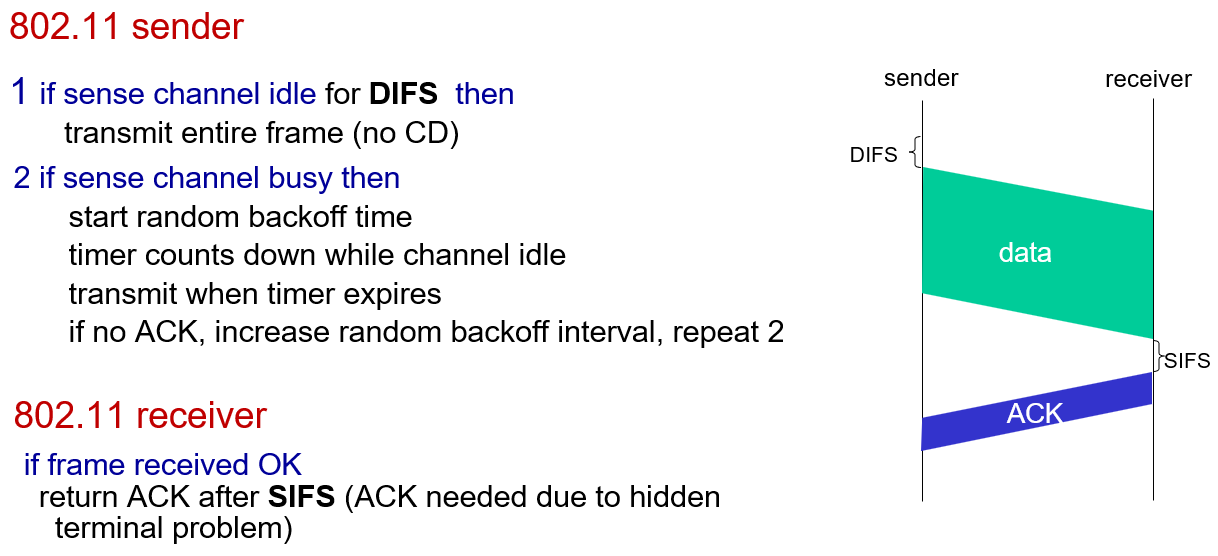 802.11 sender
1 if sense channel idle for DIFS then
transmit entire frame (no CD)
2 if sense channel busy then
start random backoff time
timer counts down while channel idle
transmit when timer expires
if no ACK, increase random backoff interval, repeat 2
802.11 receiver
if frame received OK
return ACK after SIFS (ACK needed due to hidden
terminal problem)
sender
receiver
DIFS
data
SIFS
ACK